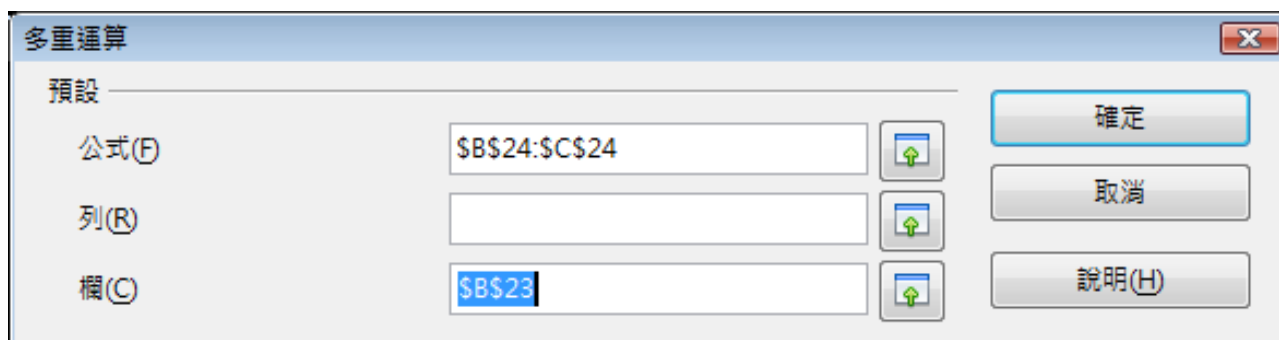 多重運算
預設
公式(F) $B$24:$C$24
列(R)
欄(C) $B$23
確定
取消
說明(H)